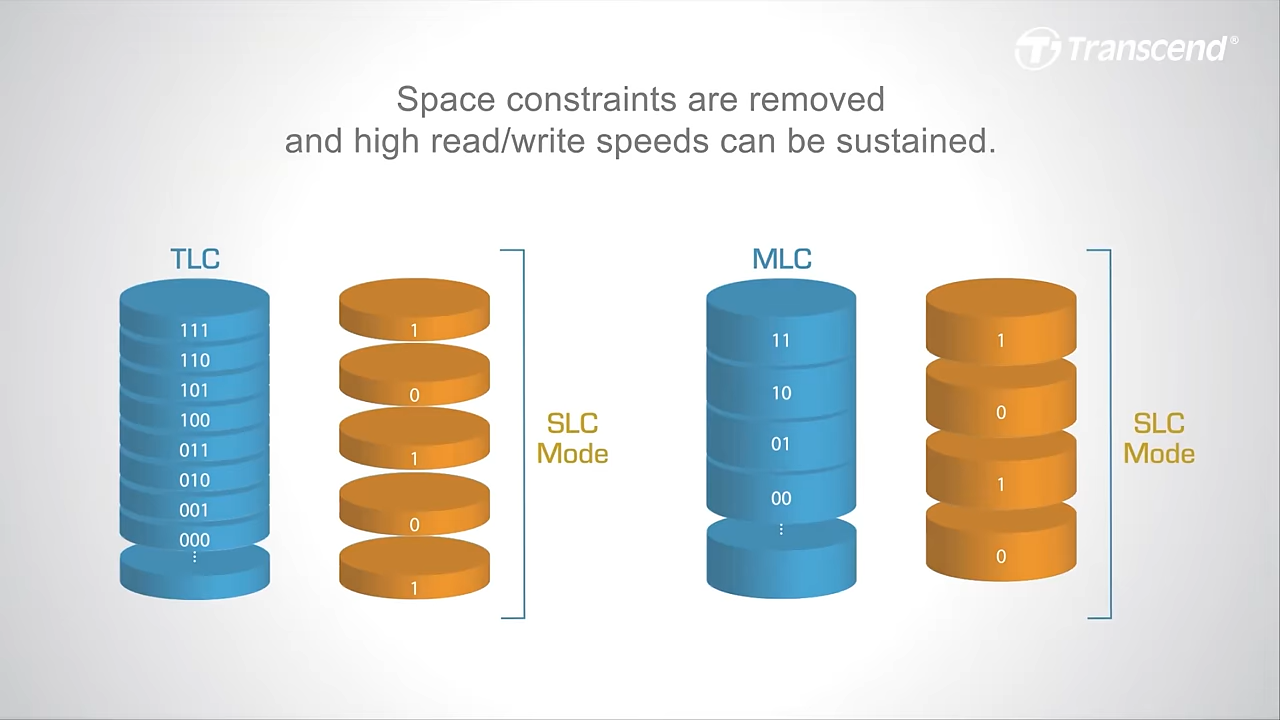 Transcend®
Space constraints are removed
and high read/write speeds can be sustained.
TLC
111
110
101
100
011
010
001
000
⋮
1
0
1
0
1
SLC
Mode
MLC
11
10
01
00
⋮
1
0
1
0
SLC
Mode